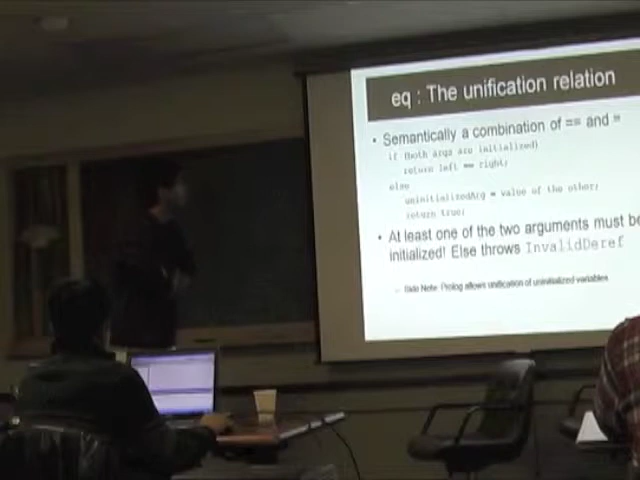 eq : The unification relation
• Semantically a combination of == and =
if (both args are initialized)
return left == right;
else
uninitializedArg = value of the other;
return true;
• At least one of the two arguments must be
initialized! Else throws InvalidDeref
– Side Note: Prolog allows unification of uninitialized variables.